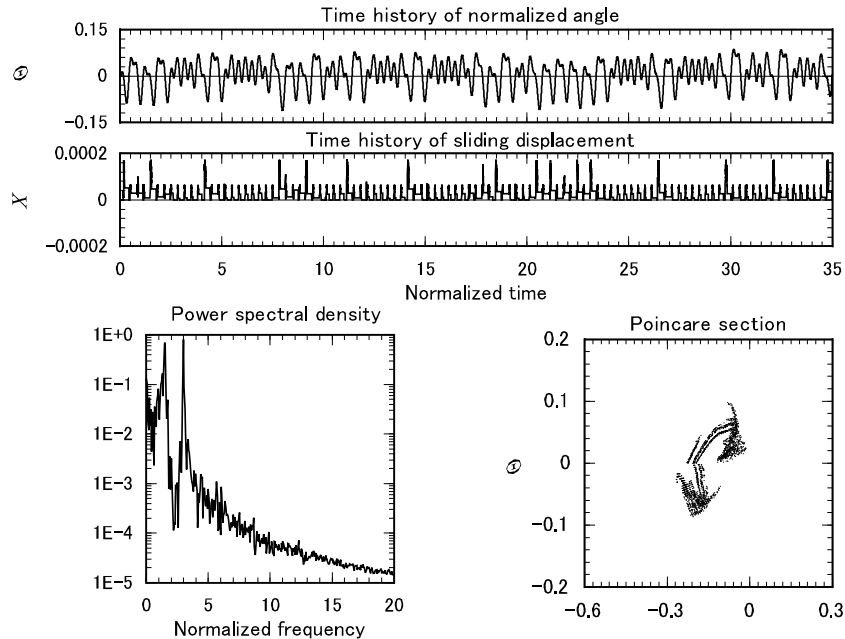 Time history of normalized angle
0.15
0
−0.15
Θ
Time history of sliding displacement
0.0002
0
−0.0002
X
0 5 10 15 20 25 30 35
Normalized time
Power spectral density
1E+0
1E−1
1E−2
1E−3
1E−4
1E−5
0 5 10 15 20
Normalized frequency
Poincare section
0.2
0.1
0
−0.1
−0.2
Θ
−0.6 −0.3 0 0.3